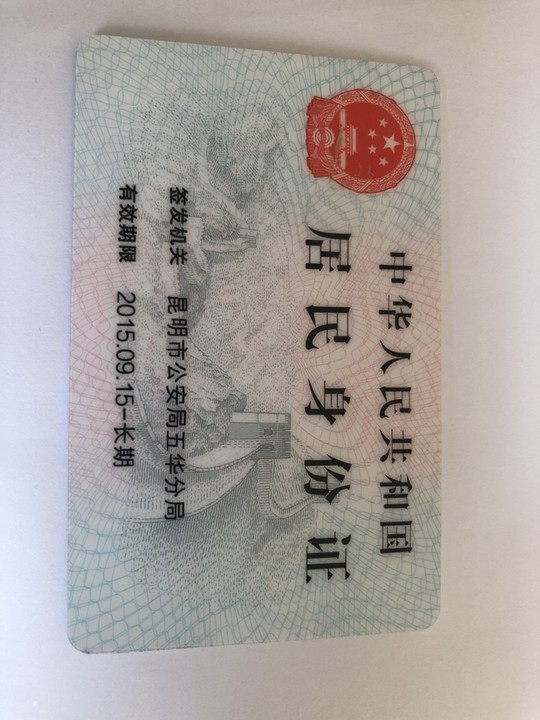 中华人民共和国
居民身份证
签发机关 昆明市公安局五华分局
有效期限 2015.09.15-长期